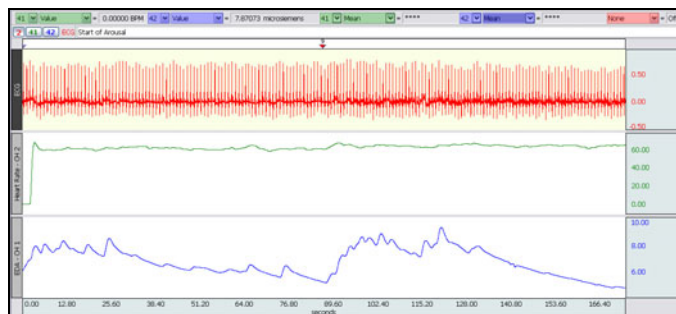 41 Value = 0.00000 BPM 42 Value = 7.87073 microsiemens 41 Mean = **** 42 Mean = **** None = Off
41 42 ECG Start of Arousal
ECG
0.50
0.00
-0.50
Heart Rate - CH 2
60.00
40.00
20.00
0.00
EDA - CH 1
10.00
8.00
6.00
0.00 12.80 25.60 38.40 51.20 64.00 76.80 89.60 102.40 115.20 128.00 140.80 153.60 166.40
seconds